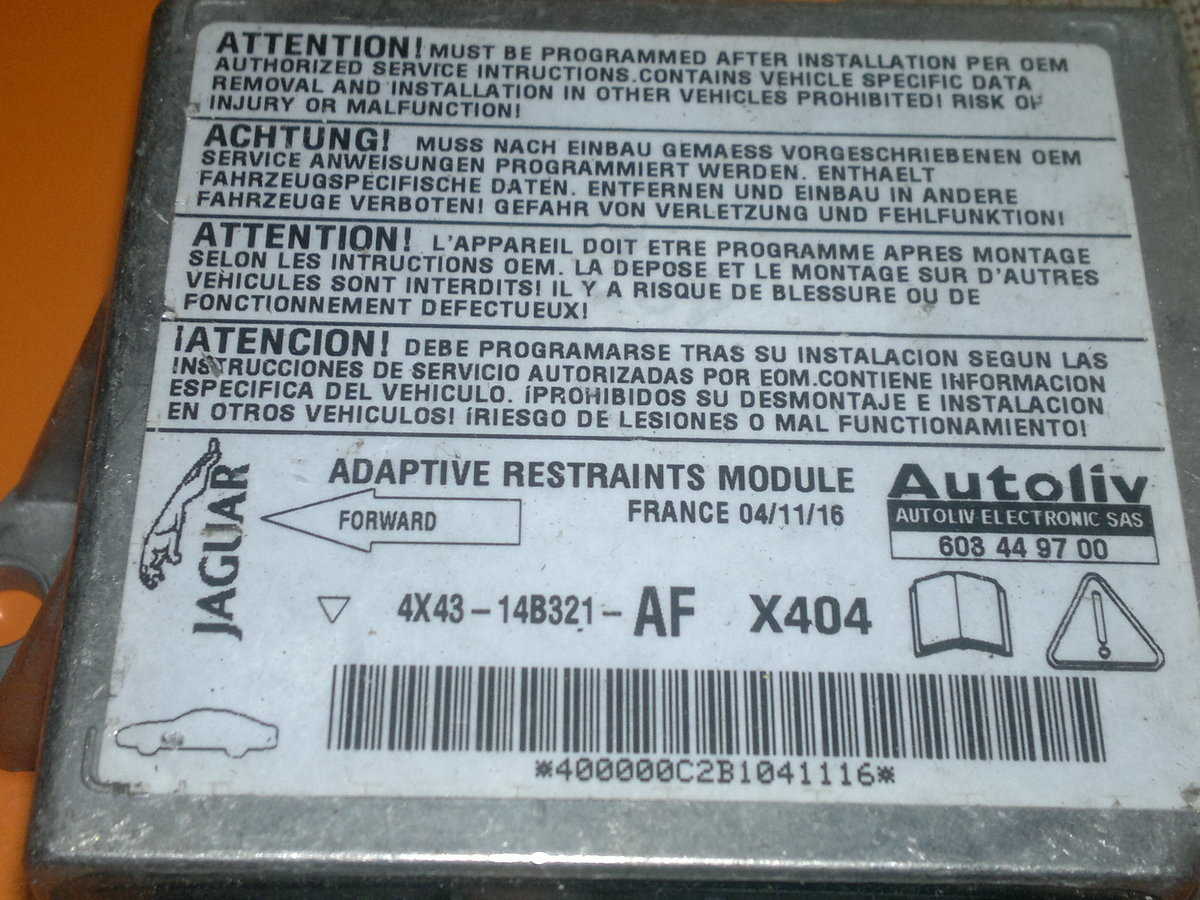 ATTENTION! MUST BE PROGRAMMED AFTER INSTALLATION PER OEM
AUTHORIZED SERVICE INTRUCTIONS.CONTAINS VEHICLE SPECIFIC DATA
REMOVAL AND INSTALLATION IN OTHER VEHICLES PROHIBITED! RISK OF
INJURY OR MALFUNCTION!
ACHTUNG! MUSS NACH EINBAU GEMAESS VORGESCHRIEBENEN OEM
SERVICE ANWEISUNGEN PROGRAMMIERT WERDEN. ENTHAELT
FAHRZEUGSPECIFISCHE DATEN. ENTFERNEN UND EINBAU IN ANDERE
FAHRZEUGE VERBOTEN! GEFAHR VON VERLETZUNG UND FEHLFUNKTION!
ATTENTION! L'APPAREIL DOIT ETRE PROGRAMME APRES MONTAGE
SELON LES INTRUCTIONS OEM. LA DEPOSE ET LE MONTAGE SUR D'AUTRES
VEHICULES SONT INTERDITS! IL Y A RISQUE DE BLESSURE OU DE
FONCTIONNEMENT DEFECTUEUX!
¡ATENCION! DEBE PROGRAMARSE TRAS SU INSTALACION SEGUN LAS
INSTRUCCIONES DE SERVICIO AUTORIZADAS POR EOM.CONTIENE INFORMACION
ESPECIFICA DEL VEHICULO. ¡PROHIBIDOS SU DESMONTAJE E INSTALACION
EN OTROS VEHICULOS! ¡RIESGO DE LESIONES O MAL FUNCTIONAMIENTO!
JAGUAR
ADAPTIVE RESTRAINTS MODULE
FORWARD
FRANCE 04/11/16
Autoliv
AUTOLIV ELECTRONIC SAS
603 44 97 00
4X43-14B321-AF X404
*400000C2B1041116*